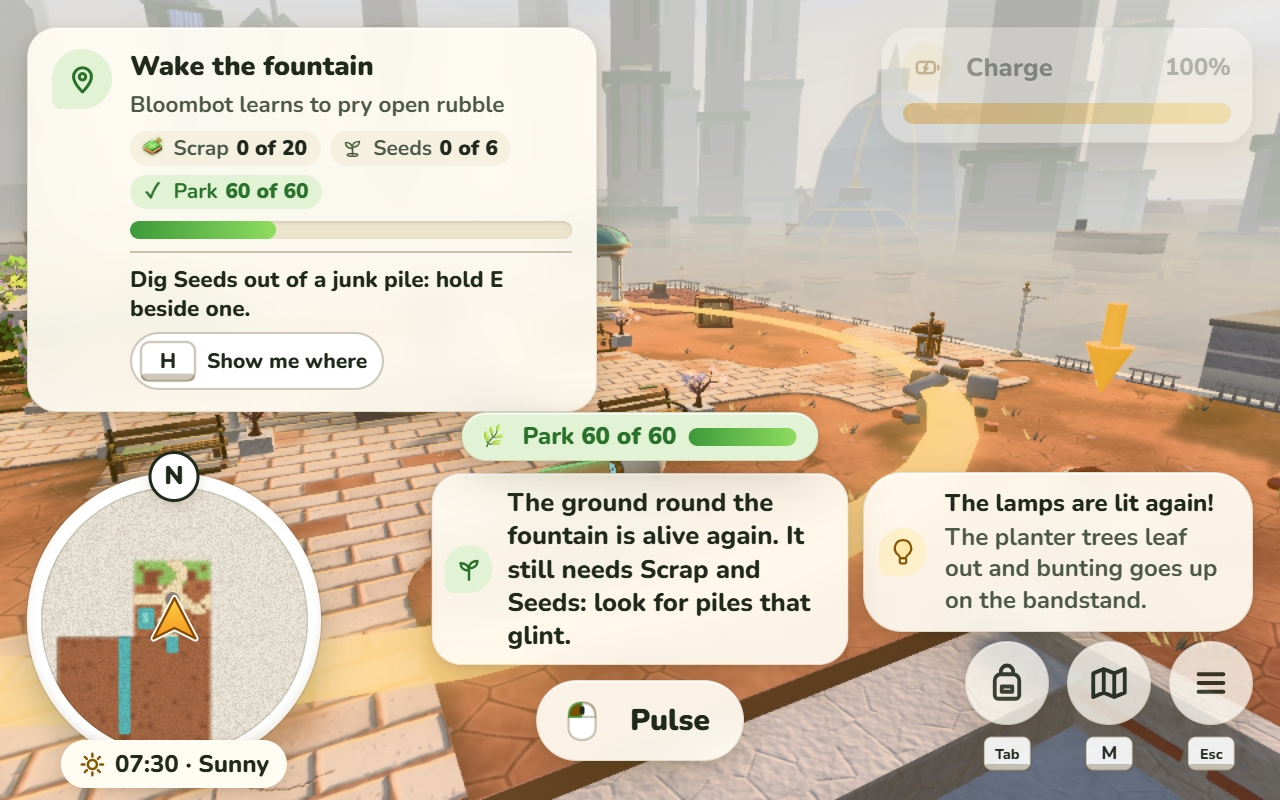 Wake the fountain
Bloombot learns to pry open rubble
Scrap 0 of 20
Seeds 0 of 6
Park 60 of 60
Dig Seeds out of a junk pile: hold E
beside one.
H
Show me where
Charge
100%
Park 60 of 60
N
The ground round the
fountain is alive again. It
still needs Scrap and
Seeds: look for piles that
glint.
The lamps are lit again!
The planter trees leaf
out and bunting goes up
on the bandstand.
Pulse
07:30 · Sunny
Tab
M
Esc